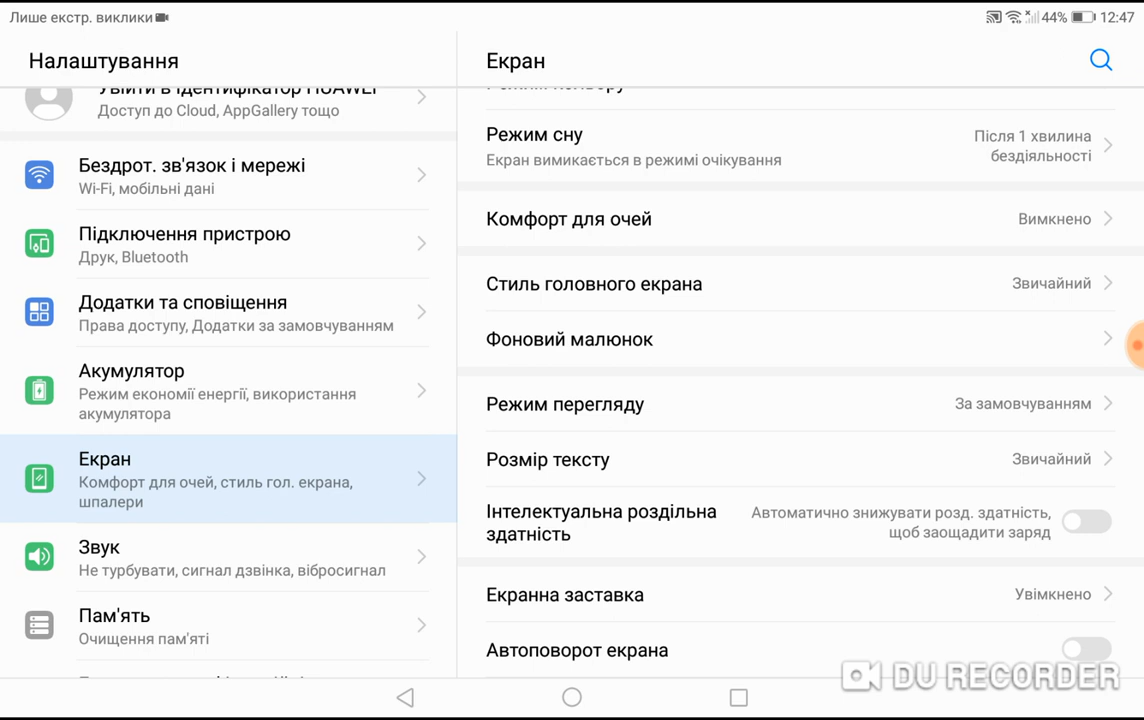 Лише екстр. виклики
44% 12:47
Налаштування
Увійти в ідентифікатор HUAWEI
Доступ до Cloud, AppGallery тощо
Бездрот. зв'язок і мережі
Wi-Fi, мобільні дані
Підключення пристрою
Друк, Bluetooth
Додатки та сповіщення
Права доступу, Додатки за замовчуванням
Акумулятор
Режим економії енергії, використання
акумулятора
Екран
Комфорт для очей, стиль гол. екрана,
шпалери
Звук
Не турбувати, сигнал дзвінка, вібросигнал
Пам'ять
Очищення пам'яті
Екран
Режим кольору
Режим сну
Екран вимикається в режимі очікування
Після 1 хвилина
бездіяльності
Комфорт для очей
Вимкнено
Стиль головного екрана
Звичайний
Фоновий малюнок
Режим перегляду
За замовчуванням
Розмір тексту
Звичайний
Інтелектуальна роздільна
здатність
Автоматично знижувати розд. здатність,
щоб заощадити заряд
Екранна заставка
Увімкнено
Автоповорот екрана
DU RECORDER